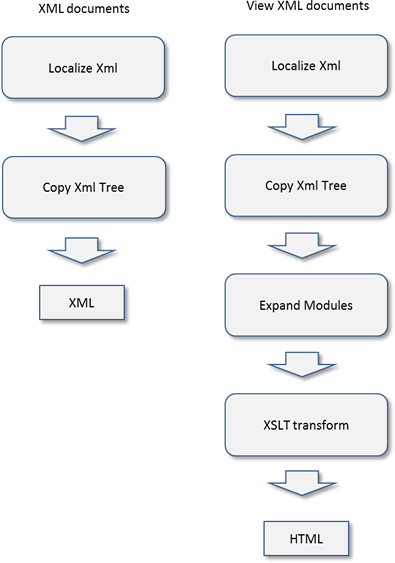 XML documents
Localize Xml
Copy Xml Tree
XML
View XML documents
Localize Xml
Copy Xml Tree
Expand Modules
XSLT transform
HTML